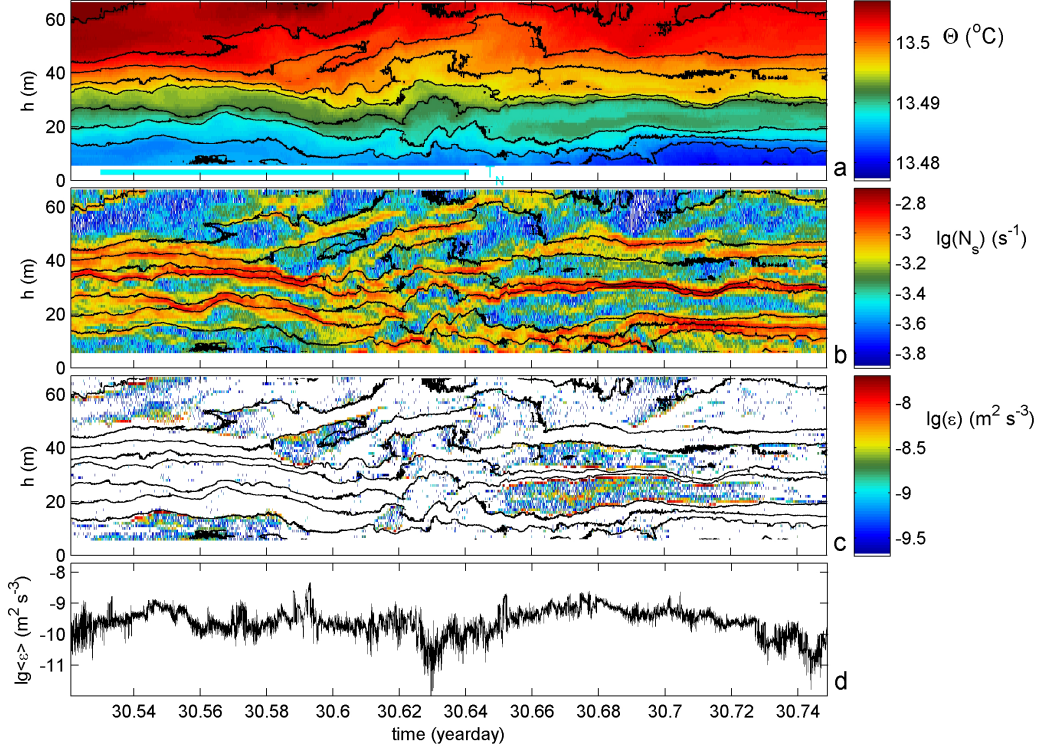 60
40
20
0
h (m)
a
T_N
13.5
13.49
13.48
Θ (°C)
60
40
20
0
h (m)
b
-2.8
-3
-3.2
-3.4
-3.6
-3.8
lg(N_s) (s⁻¹)
60
40
20
0
h (m)
c
-8
-8.5
-9
-9.5
lg(ε) (m² s⁻³)
-8
-9
-10
-11
lg<ε> (m² s⁻³)
d
30.54 30.56 30.58 30.6 30.62 30.64 30.66 30.68 30.7 30.72 30.74
time (yearday)